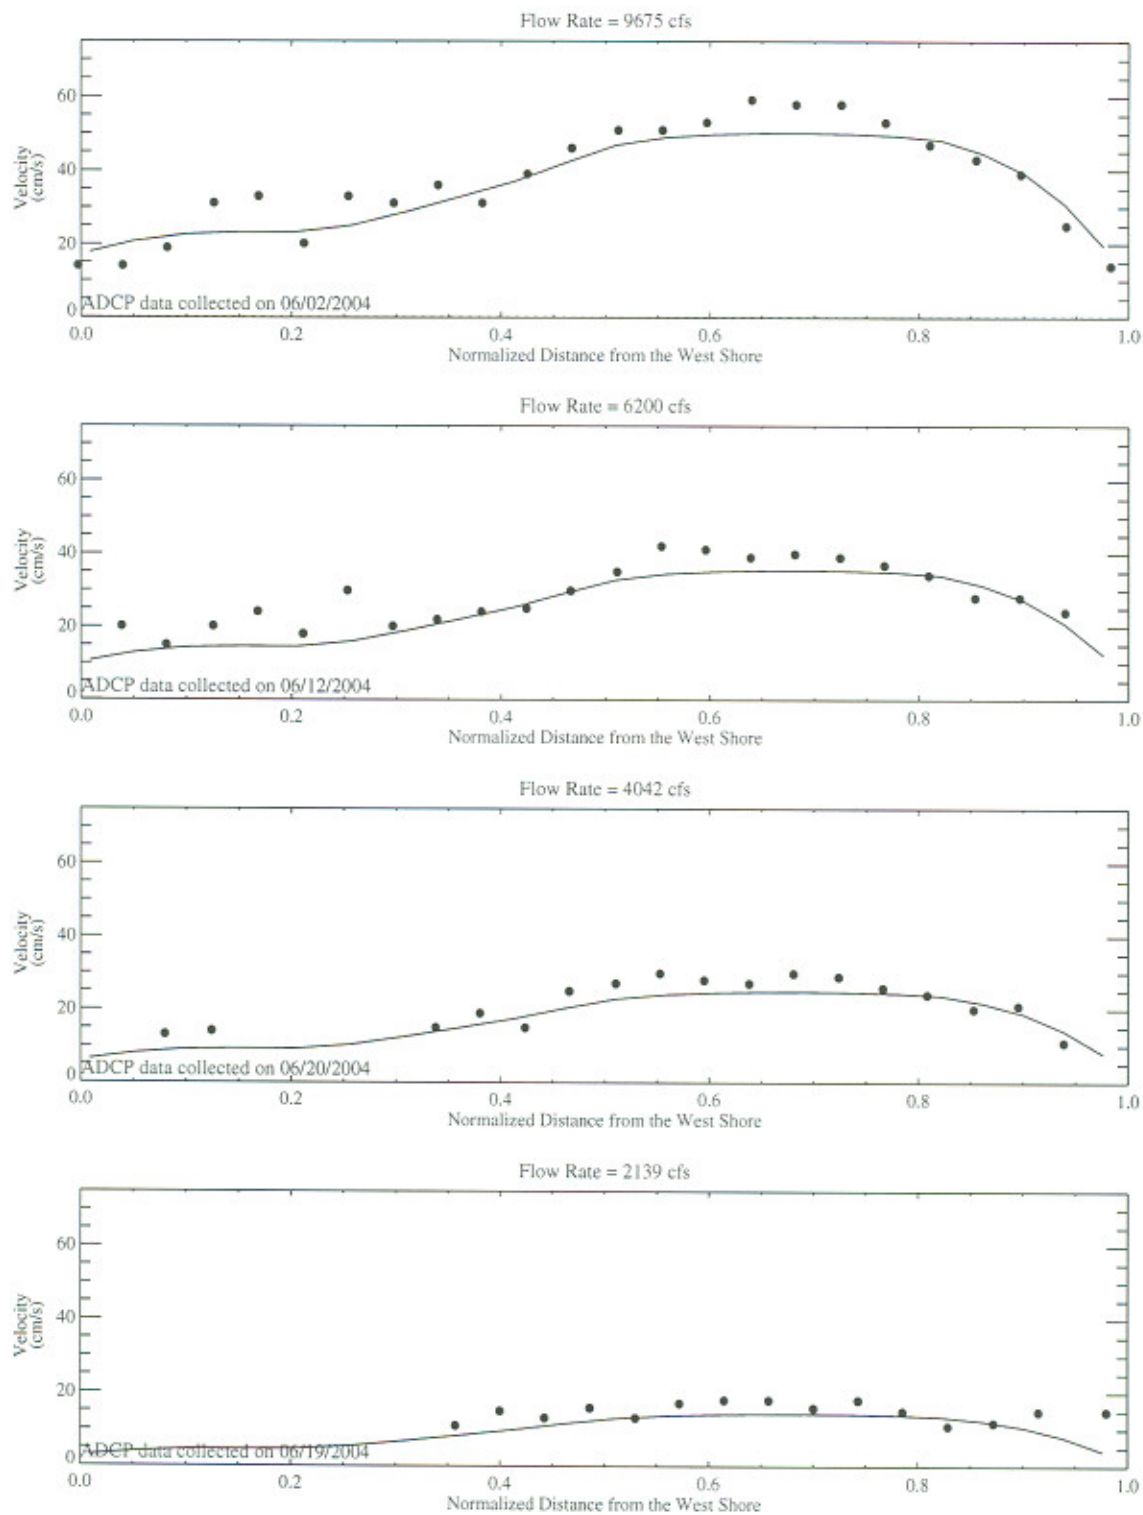 Flow Rate = 9675 cfs
60
40
20
0
Velocity
(cm/s)
ADCP data collected on 06/02/2004
0.0 0.2 0.4 0.6 0.8 1.0
Normalized Distance from the West Shore
Flow Rate = 6200 cfs
60
40
20
0
Velocity
(cm/s)
ADCP data collected on 06/12/2004
0.0 0.2 0.4 0.6 0.8 1.0
Normalized Distance from the West Shore
Flow Rate = 4042 cfs
60
40
20
0
Velocity
(cm/s)
ADCP data collected on 06/20/2004
0.0 0.2 0.4 0.6 0.8 1.0
Normalized Distance from the West Shore
Flow Rate = 2139 cfs
60
40
20
0
Velocity
(cm/s)
ADCP data collected on 06/19/2004
0.0 0.2 0.4 0.6 0.8 1.0
Normalized Distance from the West Shore